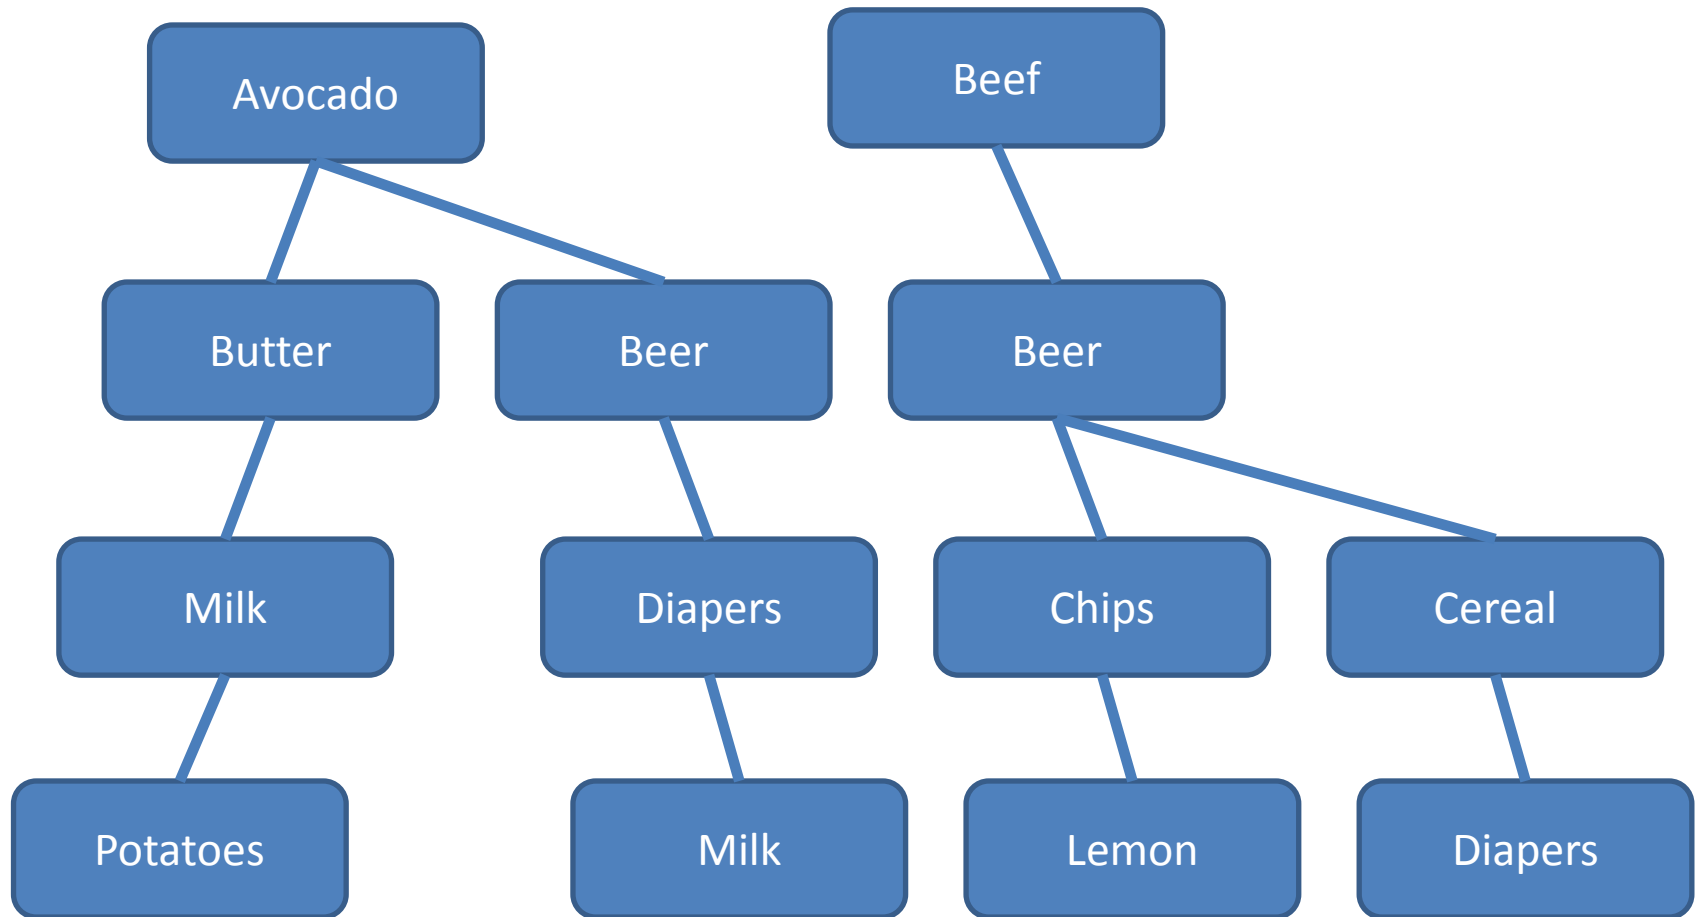 Avocado
Beef
Butter
Beer
Beer
Milk
Diapers
Chips
Cereal
Potatoes
Milk
Lemon
Diapers